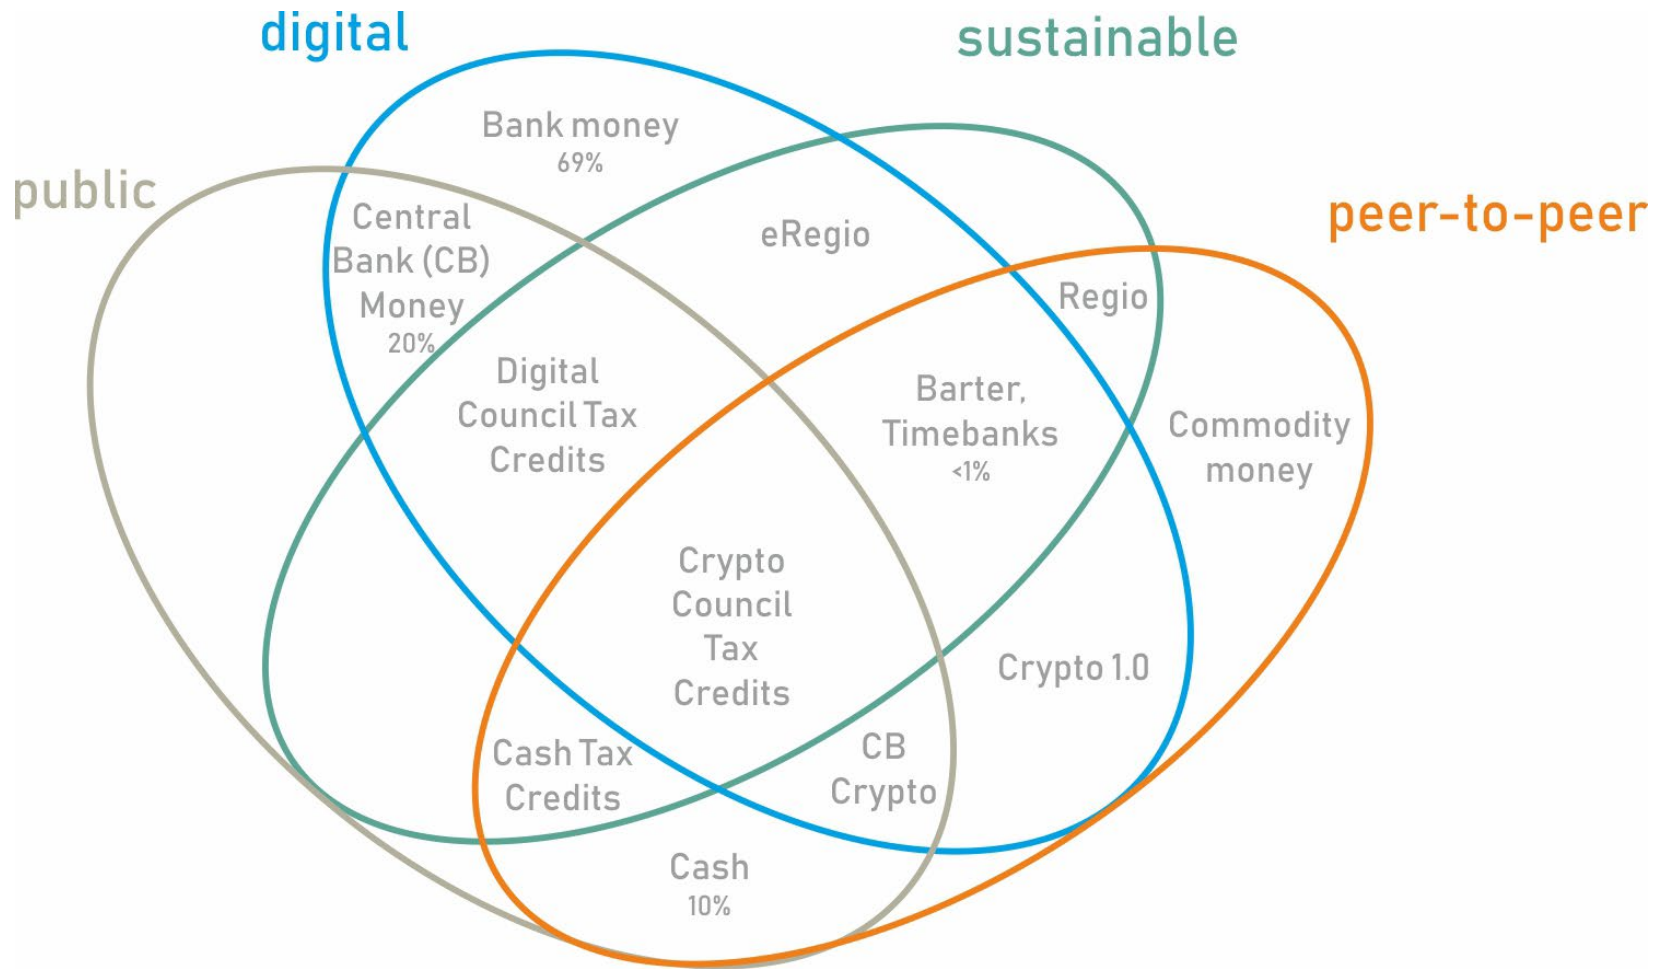 digital
sustainable
public
peer-to-peer
Bank money
69%
Central
Bank (CB)
Money
20%
eRegio
Regio
Digital
Council Tax
Credits
Barter,
Timebanks
<1%
Commodity
money
Crypto
Council
Tax
Credits
Crypto 1.0
Cash Tax
Credits
CB
Crypto
Cash
10%